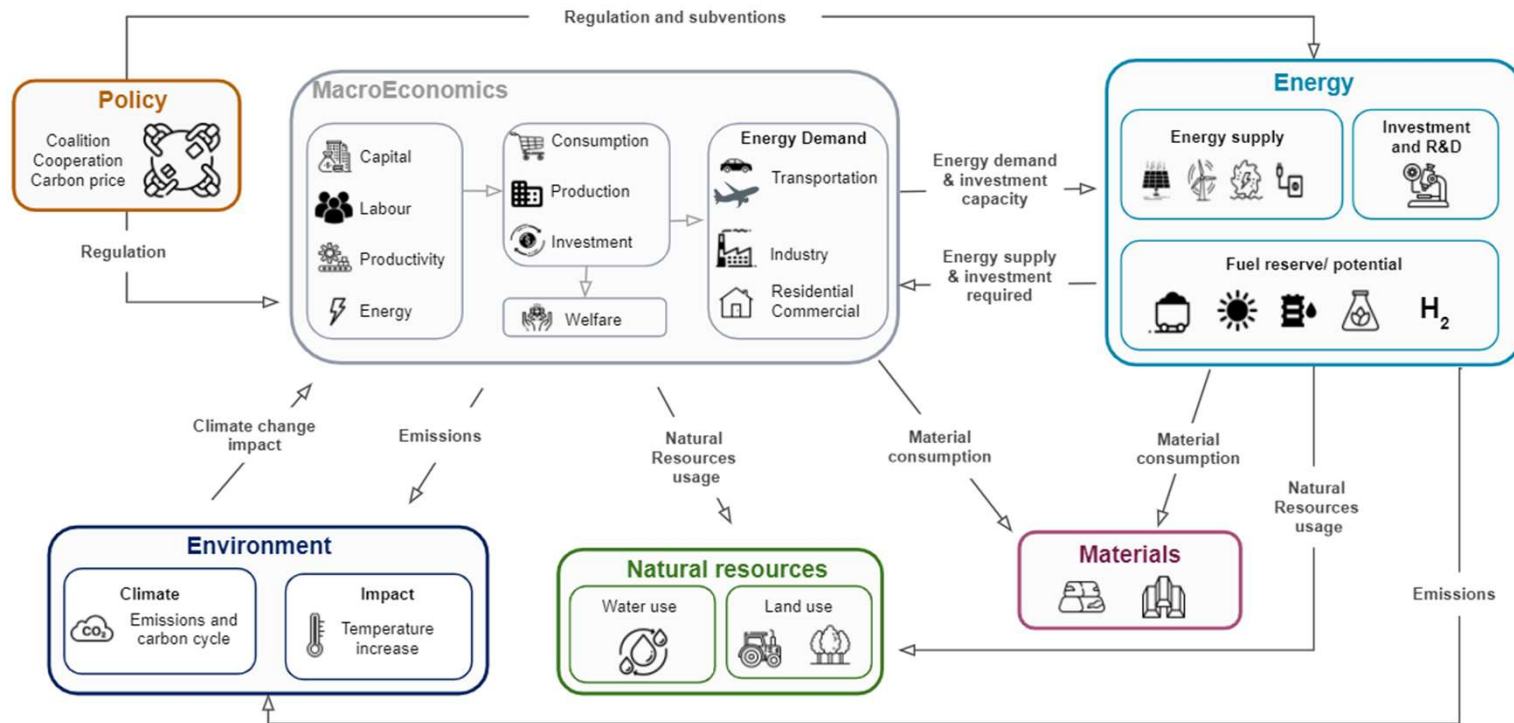 Regulation and subventions
Policy
Coalition
Cooperation
Carbon price
Regulation
MacroEconomics
Capital
Labour
Productivity
Energy
Consumption
Production
Investment
Welfare
Energy Demand
Transportation
Industry
Residential
Commercial
Energy demand
& investment
capacity
Energy supply
& investment
required
Energy
Energy supply
Investment
and R&D
Fuel reserve/ potential
H₂
Climate change
impact
Emissions
Natural
Resources
usage
Material
consumption
Material
consumption
Natural
Resources
usage
Emissions
Environment
Climate
CO₂
Emissions and
carbon cycle
Impact
Temperature
increase
Natural resources
Water use
Land use
Materials